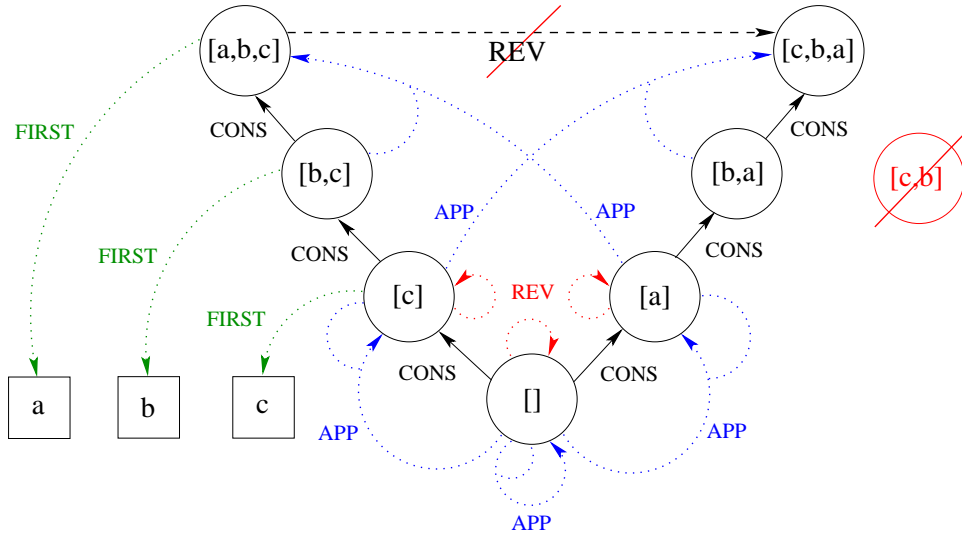 [a,b,c]
REV
[c,b,a]
FIRST
CONS
CONS
[b,c]
[b,a]
[c,b]
APP
APP
FIRST
CONS
CONS
[c]
REV
[a]
FIRST
CONS
CONS
a
b
c
[]
APP
APP
APP